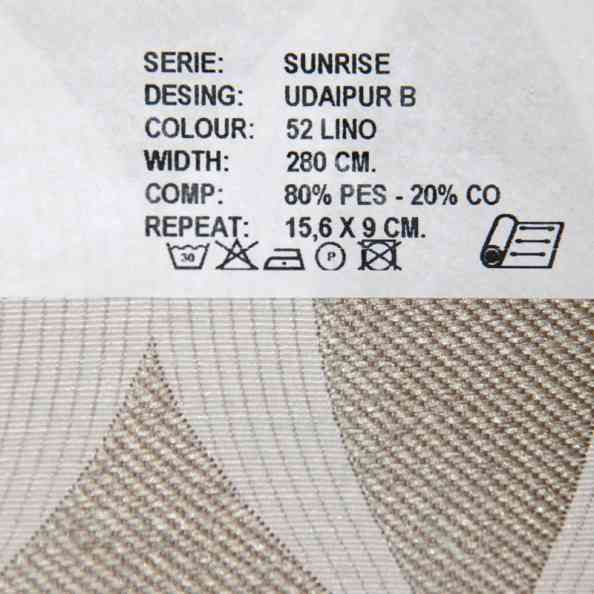 SERIE: SUNRISE
DESING: UDAIPUR B
COLOUR: 52 LINO
WIDTH: 280 CM.
COMP: 80% PES - 20% CO
REPEAT: 15,6 X 9 CM.
30 P